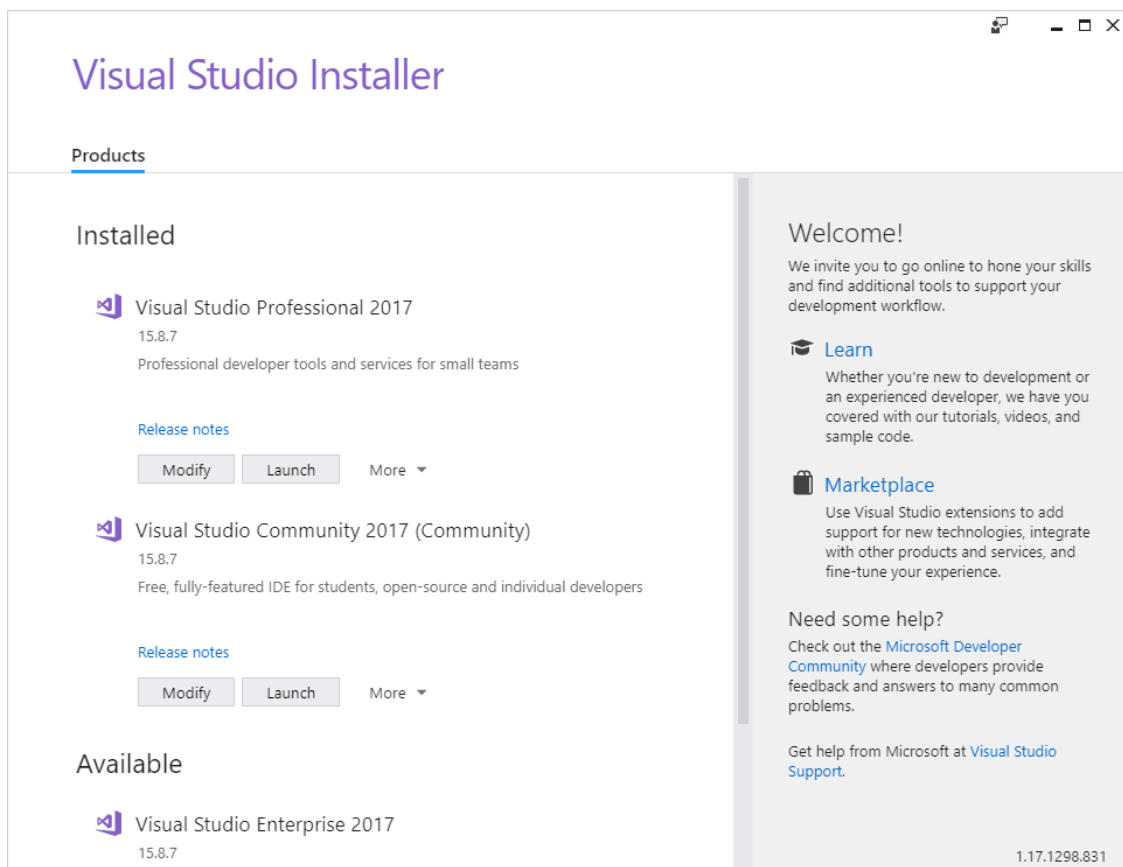 Visual Studio Installer
Products
Installed
Visual Studio Professional 2017
15.8.7
Professional developer tools and services for small teams
Release notes
Modify Launch More
Visual Studio Community 2017 (Community)
15.8.7
Free, fully-featured IDE for students, open-source and individual developers
Release notes
Modify Launch More
Available
Visual Studio Enterprise 2017
15.8.7
Welcome!
We invite you to go online to hone your skills
and find additional tools to support your
development workflow.
Learn
Whether you're new to development or
an experienced developer, we have you
covered with our tutorials, videos, and
sample code.
Marketplace
Use Visual Studio extensions to add
support for new technologies, integrate
with other products and services, and
fine-tune your experience.
Need some help?
Check out the Microsoft Developer
Community where developers provide
feedback and answers to many common
problems.
Get help from Microsoft at Visual Studio
Support.
1.17.1298.831